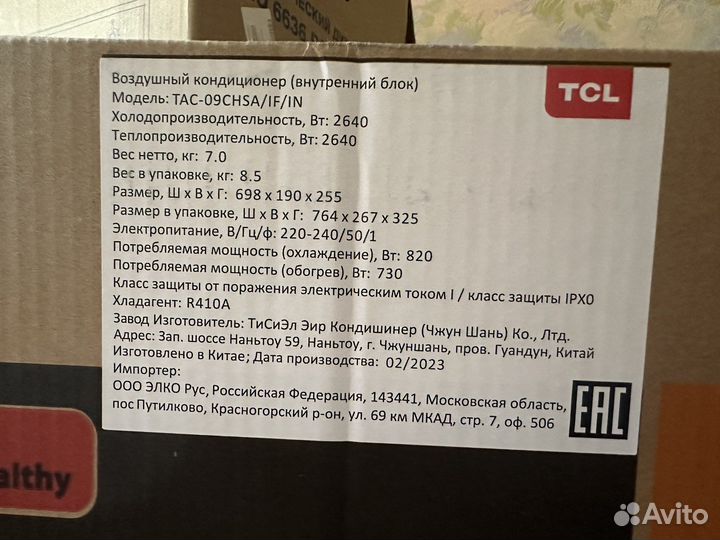 ИЧЕСКИЙ
6636
Воздушный кондиционер (внутренний блок)
TCL
Модель: TAC-09CHSA/IF/IN
Холодопроизводительность, Вт: 2640
Теплопроизводительность, Вт: 2640
Вес нетто, кг: 7.0
Вес в упаковке, кг: 8.5
Размер, Ш х В х Г: 698 х 190 х 255
Размер в упаковке, Ш х В х Г: 764 х 267 х 325
Электропитание, В/Гц/ф: 220-240/50/1
Потребляемая мощность (охлаждение), Вт: 820
Потребляемая мощность (обогрев), Вт: 730
Класс защиты от поражения электрическим током I / класс защиты IPX0
Хладагент: R410A
Завод Изготовитель: ТиСиЭл Эир Кондишинер (Чжун Шань) Ко., Лтд.
Адрес: Зап. шоссе Наньтоу 59, Наньтоу, г. Чжуншань, пров. Гуандун, Китай
Изготовлено в Китае; Дата производства: 02/2023
Импортер:
ООО ЭЛКО Рус, Российская Федерация, 143441, Московская область,
пос Путилково, Красногорский р-он, ул. 69 км МКАД, стр. 7, оф. 506
EAC
althy
Avito